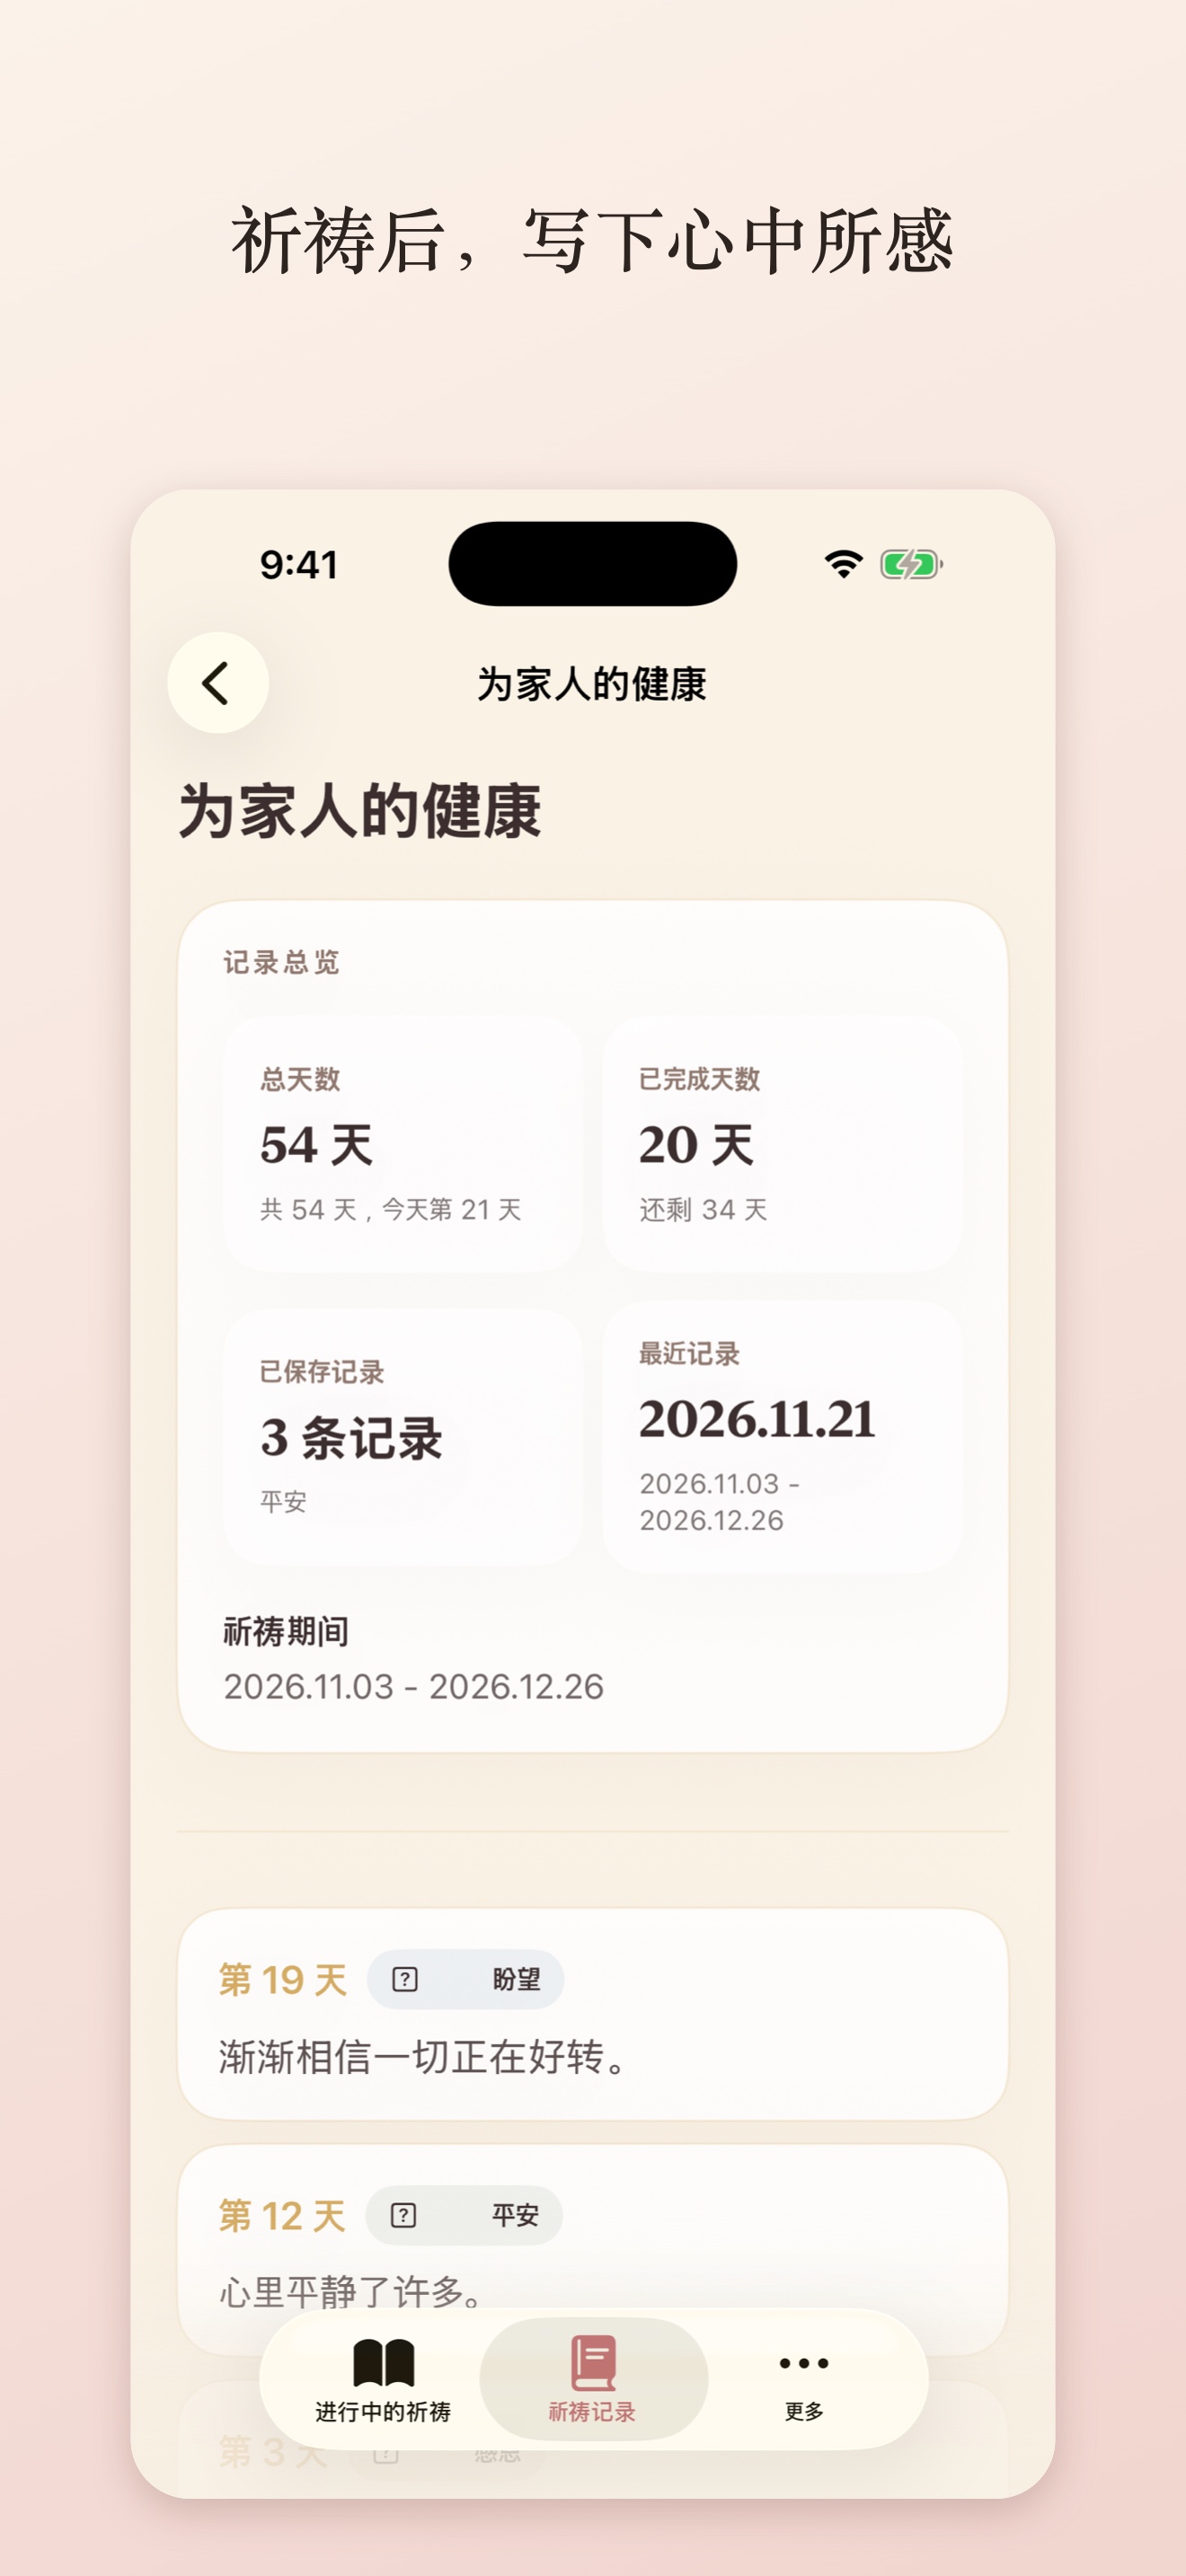 祈祷后，写下心中所感
9:41
为家人的健康
为家人的健康
记录总览
总天数
54 天
共 54 天，今天第 21 天
已完成天数
20 天
还剩 34 天
已保存记录
3 条记录
平安
最近记录
2026.11.21
2026.11.03 -
2026.12.26
祈祷期间
2026.11.03 - 2026.12.26
第 19 天 ? 盼望
渐渐相信一切正在好转。
第 12 天 ? 平安
心里平静了许多。
第 3 天 ? 感恩
进行中的祈祷
祈祷记录
更多